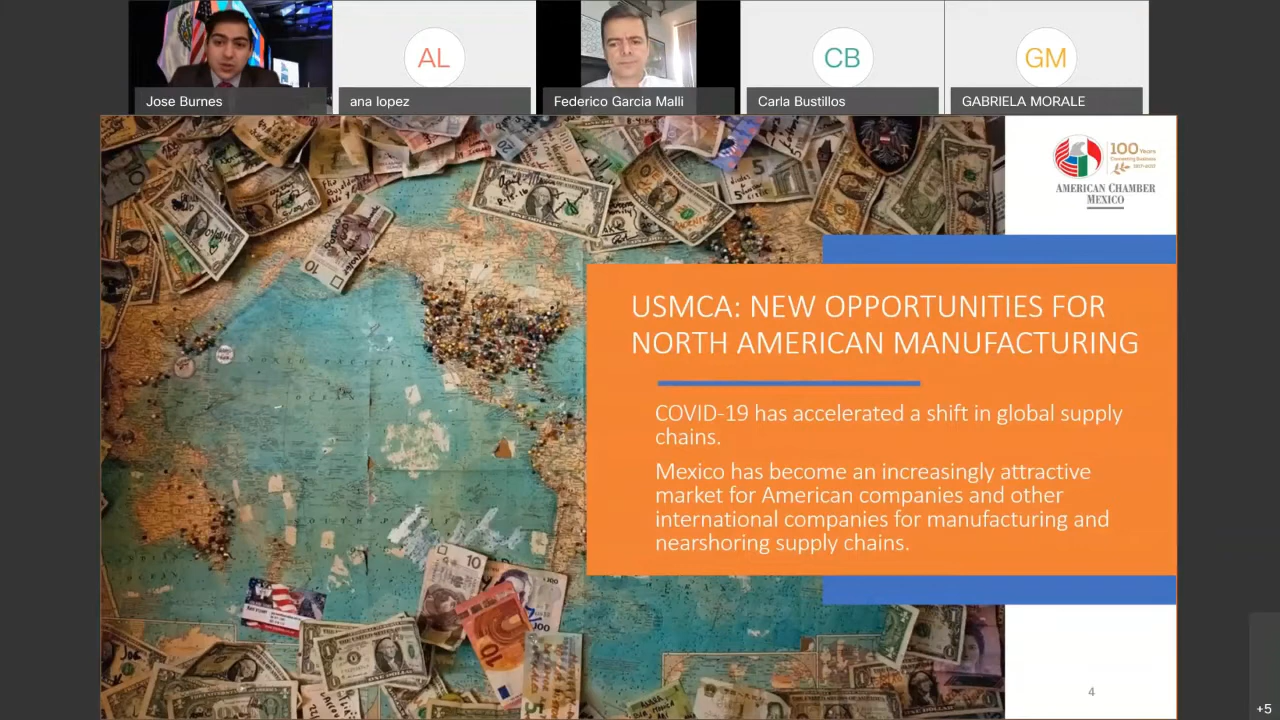 AL
CB
GM
Jose Burnes
ana lopez
Federico Garcia Malli
Carla Bustillos
GABRIELA MORALE
100 Years
AMERICAN CHAMBER
MEXICO
USMCA: NEW OPPORTUNITIES FOR
NORTH AMERICAN MANUFACTURING
COVID-19 has accelerated a shift in global supply
chains.
Mexico has become an increasingly attractive
market for American companies and other
international companies for manufacturing and
nearshoring supply chains.
4
+5